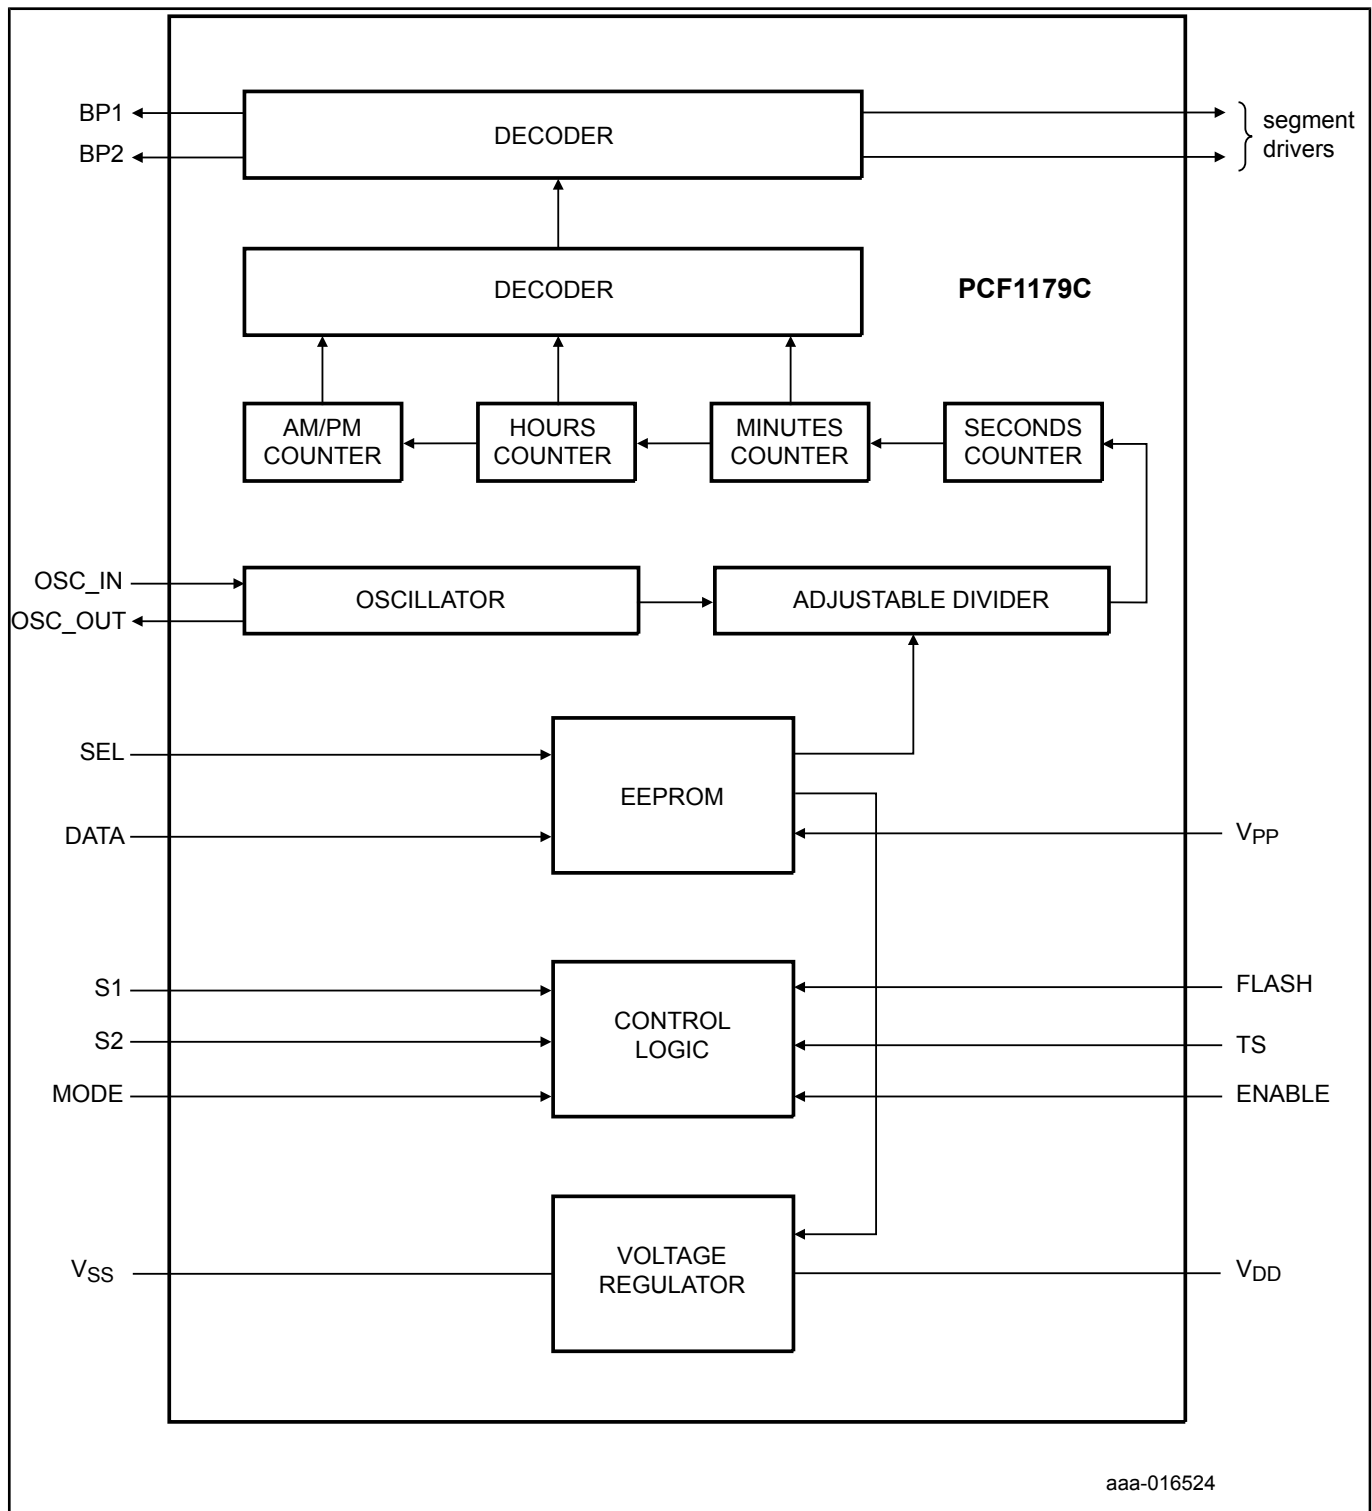 BP1
DECODER
segment
drivers
BP2
DECODER
PCF1179C
AM/PM
COUNTER
HOURS
COUNTER
MINUTES
COUNTER
SECONDS
COUNTER
OSC_IN
OSC_OUT
OSCILLATOR
ADJUSTABLE DIVIDER
SEL
EEPROM
DATA
VPP
S1
FLASH
CONTROL
LOGIC
S2
TS
MODE
ENABLE
VOLTAGE
REGULATOR
VSS
VDD
aaa-016524